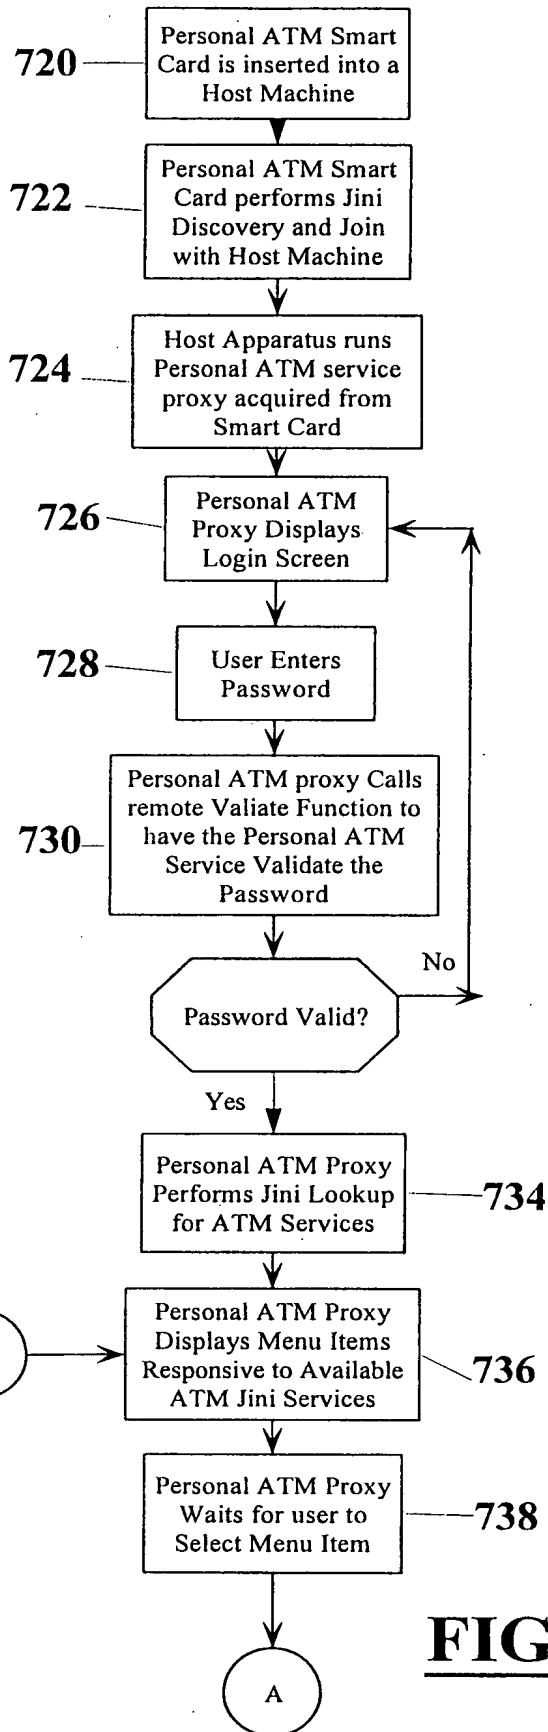 720
Personal ATM Smart
Card is inserted into a
Host Machine
722
Personal ATM Smart
Card performs Jini
Discovery and Join
with Host Machine
724
Host Apparatus runs
Personal ATM service
proxy acquired from
Smart Card
726
Personal ATM
Proxy Displays
Login Screen
728
User Enters
Password
730
Personal ATM proxy Calls
remote Valiate Function to
have the Personal ATM
Service Validate the
Password
No
Password Valid?
Yes
Personal ATM Proxy
Performs Jini Lookup
for ATM Services
734
Personal ATM Proxy
Displays Menu Items
Responsive to Available
ATM Jini Services
736
Personal ATM Proxy
Waits for user to
Select Menu Item
738
FIG
A